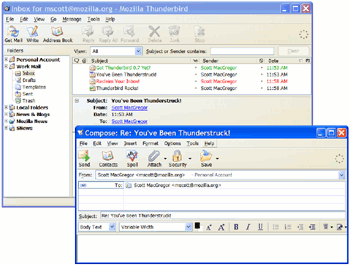 Inbox for mscott@mozilla.org - Mozilla Thunderbird
File Edit View Go Message Tools Help
Get Mail Write Address Book Reply Reply All Forward Delete Junk Stop
Folders
View: All Subject or Sender contains: Clear
Personal Account
Work Mail
Inbox
Drafts
Templates
Sent
Trash
Local Folders
News & Blogs
Mozilla News
Shows
Subject Sender Date
Got Thunderbird 0.7 Yet? Scott MacGregor 11:50 AM
You've Been Thunderstruck! Scott MacGregor 11:53 AM
Reclaim Your Inbox! Scott MacGregor 11:53 AM
Thunderbird Rocks! Scott MacGregor 11:53 AM
Subject: You've Been Thunderstruck!
From: Scott MacGregor
Date: 11:53 AM
To: Scott MacGregor
Compose: Re: You've Been Thunderstruck!
File Edit View Insert Format Options Tools Help
Send Contacts Spell Attach Security Save
From: Scott MacGregor <mscott@mozilla.org> - Personal Account
To: Scott MacGregor <mscott@mozilla.org>
Subject: Re: You've Been Thunderstruck!
Body Text Variable Width